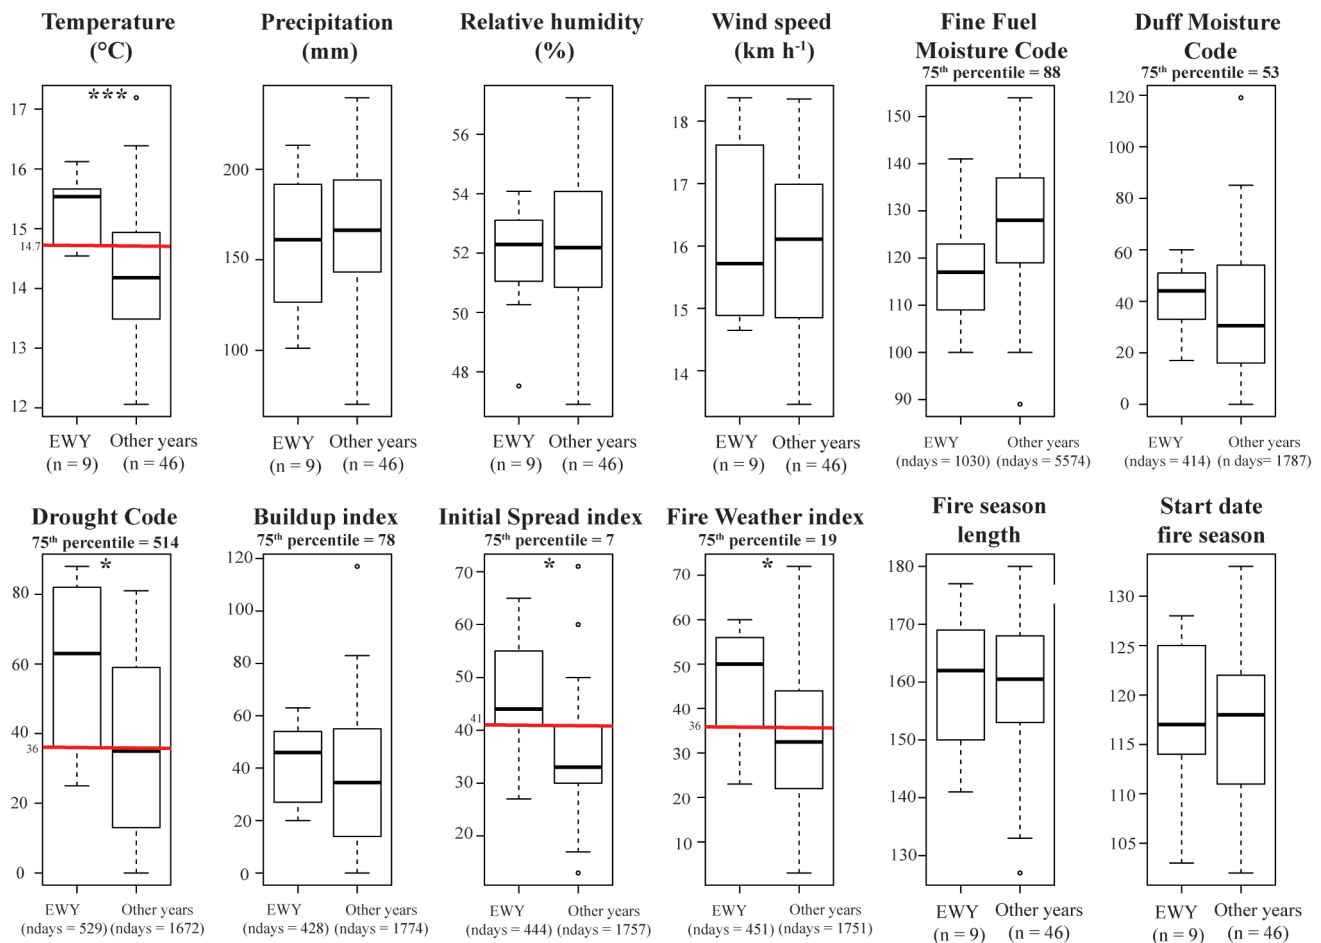 Temperature
(°C)
***
17
16
15
14.7
14
13
12
EWY Other years
(n = 9) (n = 46)
Precipitation
(mm)
200
150
100
EWY Other years
(n = 9) (n = 46)
Relative humidity
(%)
56
54
52
50
48
EWY Other years
(n = 9) (n = 46)
Wind speed
(km h-1)
18
17
16
15
14
EWY Other years
(n = 9) (n = 46)
Fine Fuel
Moisture Code
75th percentile = 88
150
140
130
120
110
100
90
EWY Other years
(ndays = 1030) (ndays = 5574)
Duff Moisture
Code
75th percentile = 53
120
100
80
60
40
20
0
EWY Other years
(ndays = 414) (n days= 1787)
Drought Code
75th percentile = 514
*
80
60
40
36
20
0
EWY Other years
(ndays = 529) (ndays = 1672)
Buildup index
75th percentile = 78
120
100
80
60
40
20
0
EWY Other years
(ndays = 428) (ndays = 1774)
Initial Spread index
75th percentile = 7
*
70
60
50
41
40
30
20
EWY Other years
(ndays = 444) (ndays = 1757)
Fire Weather index
75th percentile = 19
*
70
60
50
40
36
30
20
10
EWY Other years
(ndays = 451) (ndays = 1751)
Fire season
length
180
170
160
150
140
130
EWY Other years
(n = 9) (n = 46)
Start date
fire season
130
125
120
115
110
105
EWY Other years
(n = 9) (n = 46)